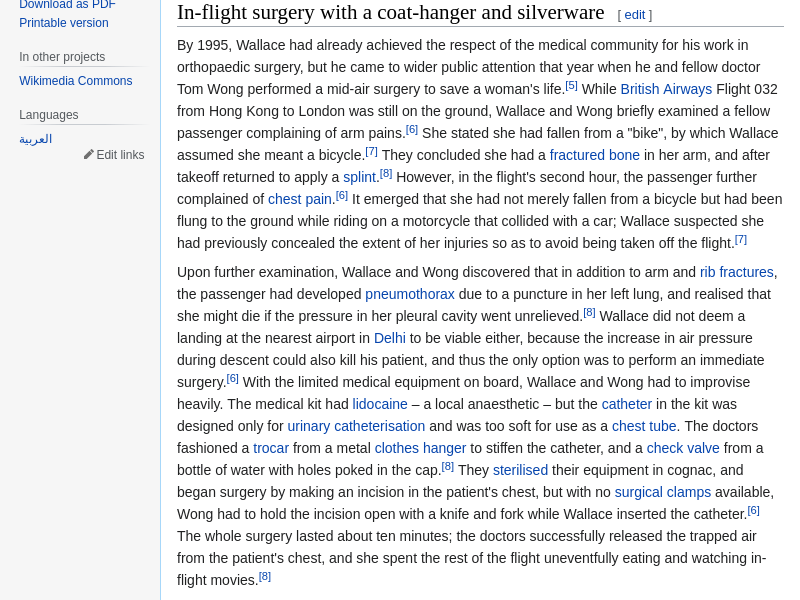 Download as PDF
Printable version
In other projects
Wikimedia Commons
Languages
العربية
Edit links
In-flight surgery with a coat-hanger and silverware [ edit ]
By 1995, Wallace had already achieved the respect of the medical community for his work in
orthopaedic surgery, but he came to wider public attention that year when he and fellow doctor
Tom Wong performed a mid-air surgery to save a woman's life.[5] While British Airways Flight 032
from Hong Kong to London was still on the ground, Wallace and Wong briefly examined a fellow
passenger complaining of arm pains.[6] She stated she had fallen from a "bike", by which Wallace
assumed she meant a bicycle.[7] They concluded she had a fractured bone in her arm, and after
takeoff returned to apply a splint.[8] However, in the flight's second hour, the passenger further
complained of chest pain.[6] It emerged that she had not merely fallen from a bicycle but had been
flung to the ground while riding on a motorcycle that collided with a car; Wallace suspected she
had previously concealed the extent of her injuries so as to avoid being taken off the flight.[7]
Upon further examination, Wallace and Wong discovered that in addition to arm and rib fractures,
the passenger had developed pneumothorax due to a puncture in her left lung, and realised that
she might die if the pressure in her pleural cavity went unrelieved.[8] Wallace did not deem a
landing at the nearest airport in Delhi to be viable either, because the increase in air pressure
during descent could also kill his patient, and thus the only option was to perform an immediate
surgery.[6] With the limited medical equipment on board, Wallace and Wong had to improvise
heavily. The medical kit had lidocaine – a local anaesthetic – but the catheter in the kit was
designed only for urinary catheterisation and was too soft for use as a chest tube. The doctors
fashioned a trocar from a metal clothes hanger to stiffen the catheter, and a check valve from a
bottle of water with holes poked in the cap.[8] They sterilised their equipment in cognac, and
began surgery by making an incision in the patient's chest, but with no surgical clamps available,
Wong had to hold the incision open with a knife and fork while Wallace inserted the catheter.[6]
The whole surgery lasted about ten minutes; the doctors successfully released the trapped air
from the patient's chest, and she spent the rest of the flight uneventfully eating and watching in-
flight movies.[8]